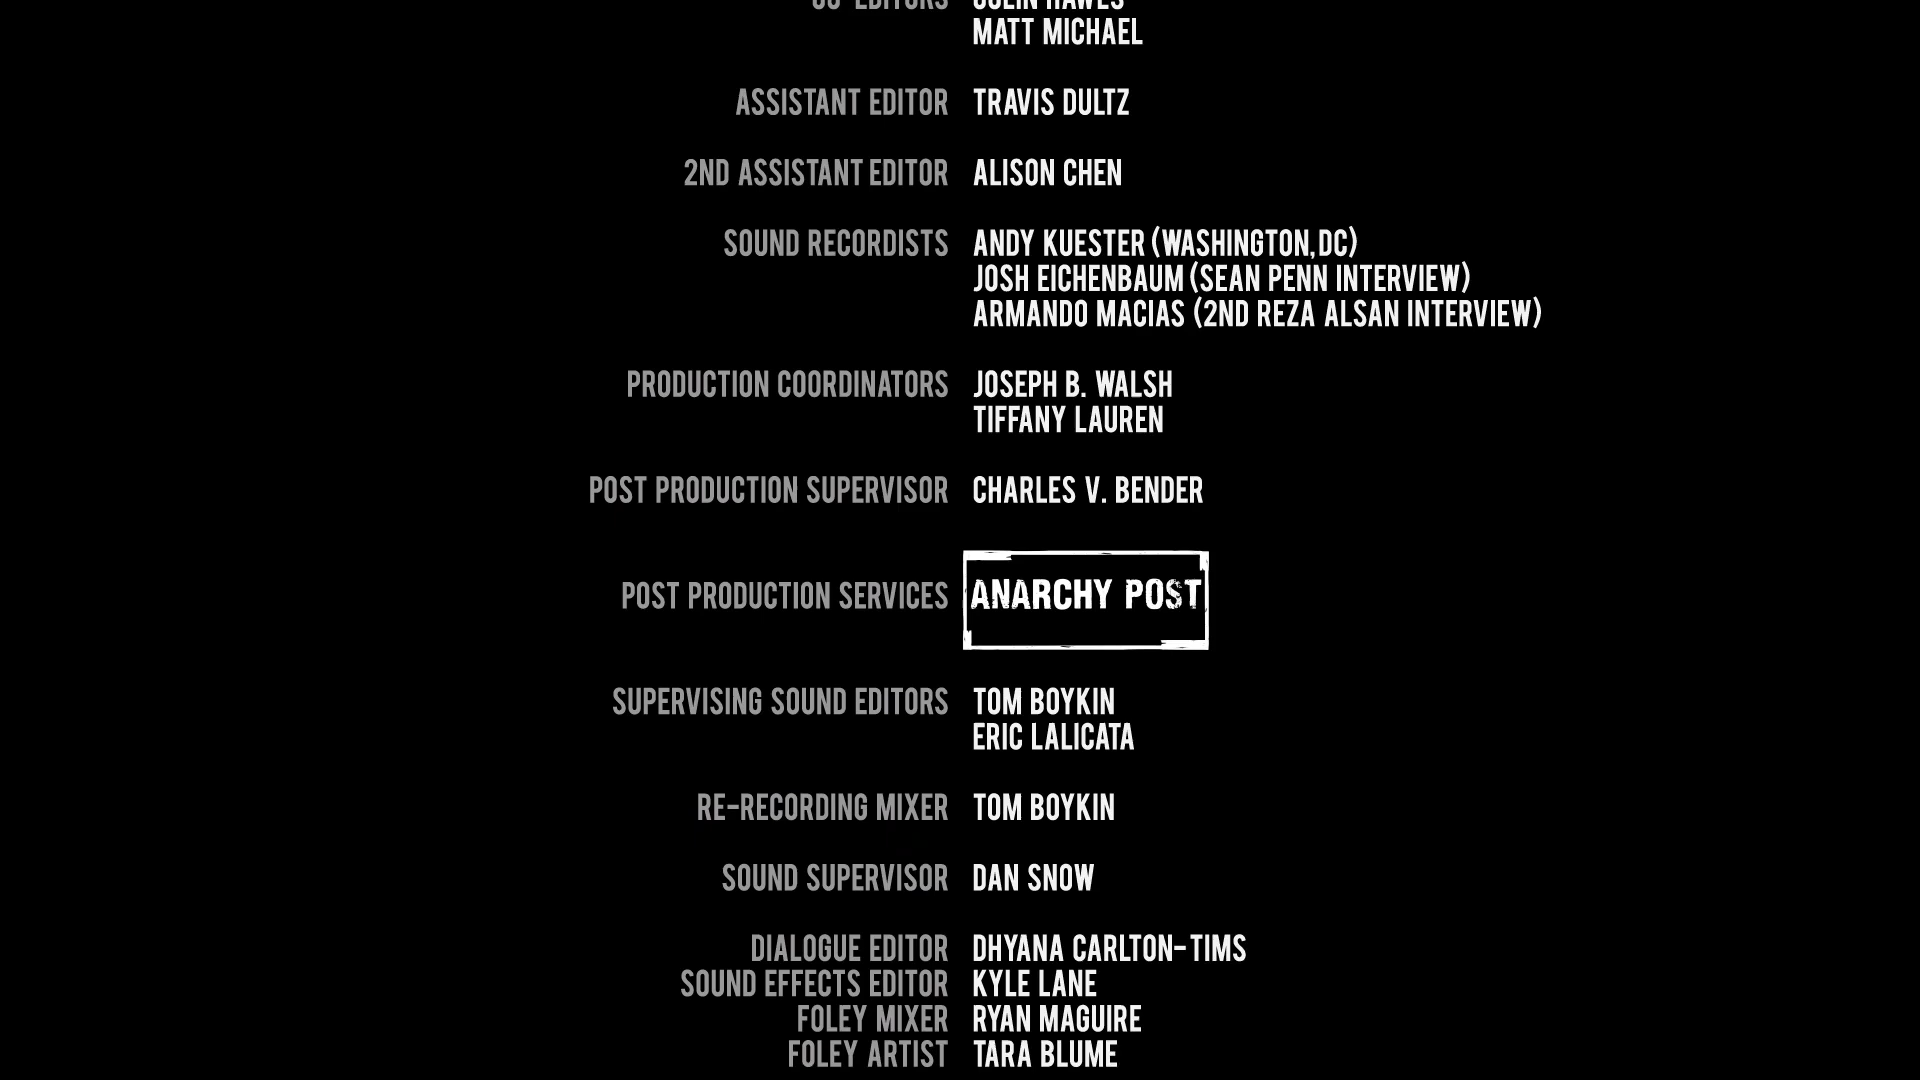 CO-EDITORS COLIN HAWES
MATT MICHAEL
ASSISTANT EDITOR TRAVIS DULTZ
2ND ASSISTANT EDITOR ALISON CHEN
SOUND RECORDISTS ANDY KUESTER (WASHINGTON, DC)
JOSH EICHENBAUM (SEAN PENN INTERVIEW)
ARMANDO MACIAS (2ND REZA ALSAN INTERVIEW)
PRODUCTION COORDINATORS JOSEPH B. WALSH
TIFFANY LAUREN
POST PRODUCTION SUPERVISOR CHARLES V. BENDER
POST PRODUCTION SERVICES ANARCHY POST
SUPERVISING SOUND EDITORS TOM BOYKIN
ERIC LALICATA
RE-RECORDING MIXER TOM BOYKIN
SOUND SUPERVISOR DAN SNOW
DIALOGUE EDITOR DHYANA CARLTON-TIMS
SOUND EFFECTS EDITOR KYLE LANE
FOLEY MIXER RYAN MAGUIRE
FOLEY ARTIST TARA BLUME